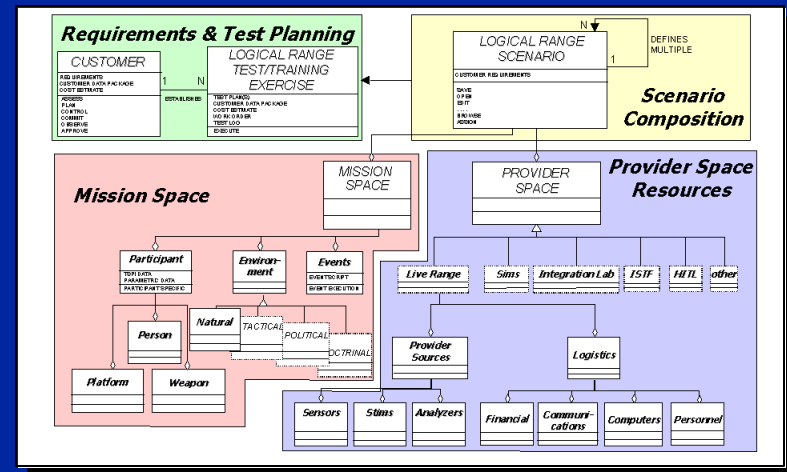 Requirements & Test Planning
CUSTOMER
REQUIREMENTS
CUSTOMER DATA PACKAGE
COST ESTIMATE
ASSESS
PLAN
CONTROL
COMMIT
OBSERVE
APPROVE
1
N
ESTABLISHED
LOGICAL RANGE
TEST/TRAINING
EXERCISE
TEST PLAN(S)
CUSTOMER DATA PACKAGE
COST ESTIMATE
WORK ORDER
TEST LOG
EXECUTE
N
LOGICAL RANGE
SCENARIO
CUSTOMER REQUIREMENTS
SAVE
OPEN
EDIT
....
BROWSE
ASSIGN
1
DEFINES
MULTIPLE
Scenario
Composition
Mission Space
MISSION
SPACE
Participant
TSPI DATA
PARAMETRIC DATA
PARTICIPANT SPECIFIC
Environ-
ment
Events
EVENT SCRIPT
EVENT EXECUTION
Natural
TACTICAL
POLITICAL
OCTRINAL
Person
Platform
Weapon
Provider Space
Resources
PROVIDER
SPACE
Live Range
Sims
Integration Lab
ISTF
HITL
other
Provider
Sources
Logistics
Sensors
Stims
Analyzers
Financial
Communi-
cations
Computers
Personnel